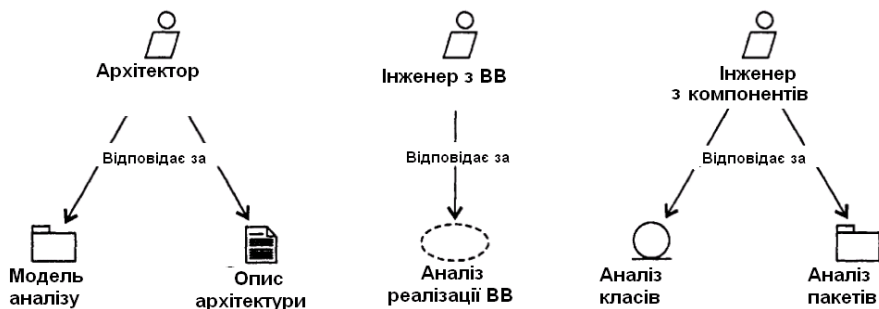 Архітектор
Інженер з ВВ
Інженер
з компонентів
Відповідає за
Відповідає за
Відповідає за
Модель
аналізу
Опис
архітектури
Аналіз
реалізації ВВ
Аналіз
класів
Аналіз
пакетів